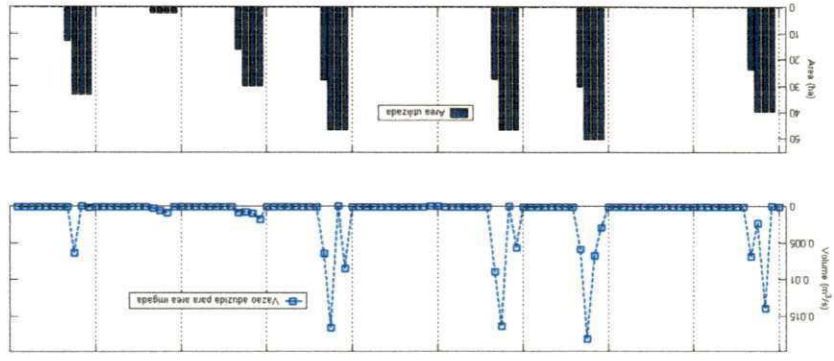 Volume (m³/s)
0.015
0.01
0.005
0
Vazao aduzida para area irrigada
Area (ha)
50
40
30
20
10
0
Area utilizada